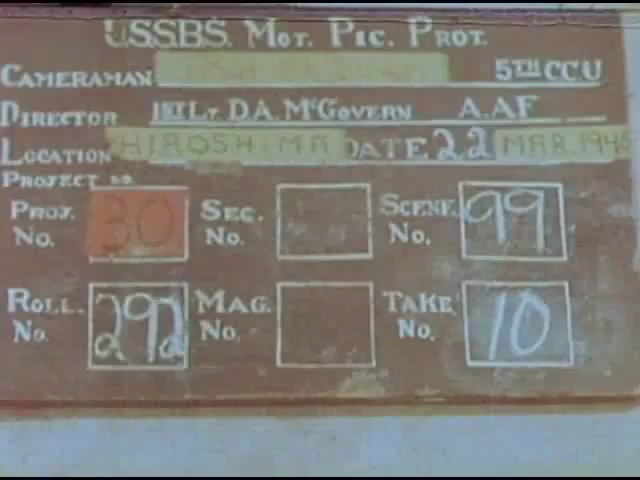 USSBS. MOT. PIC. PROT.
CAMERAMAN 5TH CCU
DIRECTOR 1ST LT. D.A. McGOVERN A.AF
LOCATION HIROSHIMA DATE 22 MAR 1946
PROJECT NO.
PROJ. NO. 30 SEC. NO. SCENE NO. 99
ROLL. NO. 292 MAG. NO. TAKE NO. 10